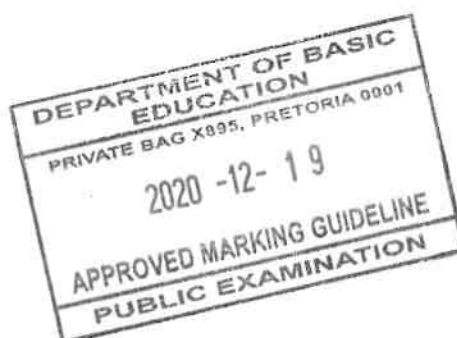 DEPARTMENT OF BASIC
EDUCATION
PRIVATE BAG X895, PRETORIA 0001
2020 -12- 19
APPROVED MARKING GUIDELINE
PUBLIC EXAMINATION